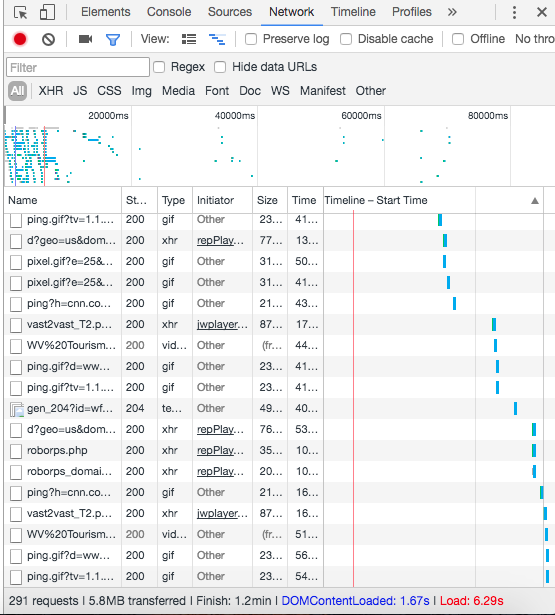 Elements Console Sources Network Timeline Profiles »
View: Preserve log Disable cache Offline No thro
Filter Regex Hide data URLs
All XHR JS CSS Img Media Font Doc WS Manifest Other
20000ms 40000ms 60000ms 80000ms
Name St... Type Initiator Size Time Timeline – Start Time
ping.gif?tv=1.1.... 200 gif Other 23... 41...
d?geo=us&dom... 200 xhr repPlay... 77... 13...
pixel.gif?e=25&... 200 gif Other 31... 50...
pixel.gif?e=25&... 200 gif Other 31... 41...
ping?h=cnn.co... 200 gif Other 21... 43...
vast2vast_T2.p... 200 xhr jwplayer... 87... 17...
WV%20Tourism... 200 vid... Other (fr... 44...
ping.gif?d=ww... 200 gif Other 23... 41...
ping.gif?tv=1.1.... 200 gif Other 23... 41...
gen_204?id=wf... 204 te... Other 49... 40...
d?geo=us&dom... 200 xhr repPlay... 76... 53...
roborps.php 200 xhr repPlay... 35... 10...
roborps_domai... 200 xhr repPlay... 20... 10...
ping?h=cnn.co... 200 gif Other 21... 16...
vast2vast_T2.p... 200 xhr jwplayer... 87... 16...
WV%20Tourism... 200 vid... Other (fr... 51...
ping.gif?d=ww... 200 gif Other 23... 56...
ping.gif?tv=1.1.... 200 gif Other 23... 54...
291 requests | 5.8MB transferred | Finish: 1.2min | DOMContentLoaded: 1.67s | Load: 6.29s